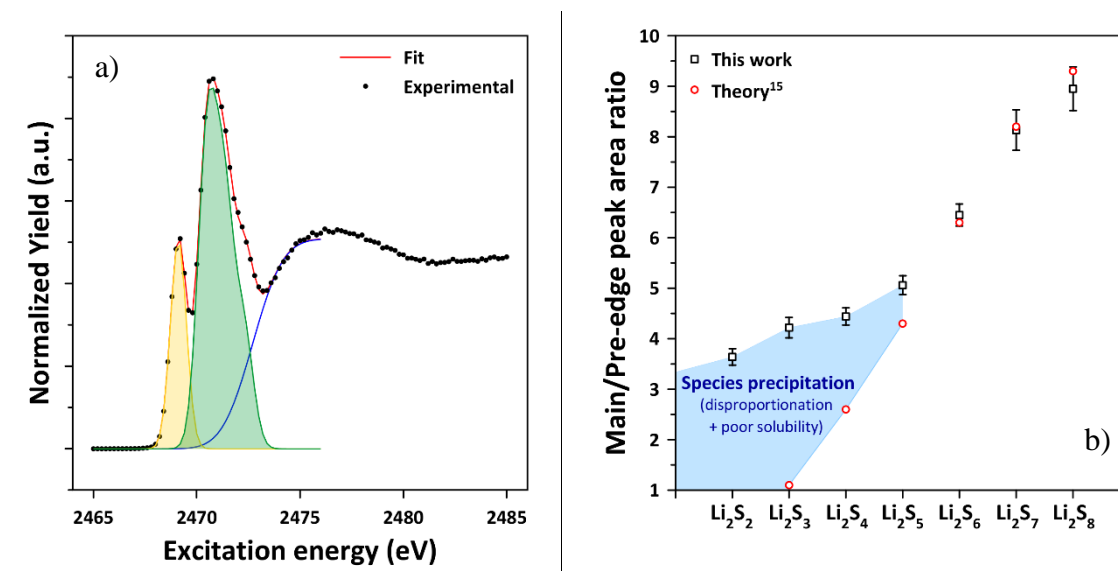 a)
Fit
Experimental
Normalized Yield (a.u.)
2465 2470 2475 2480 2485
Excitation energy (eV)
10
9
8
7
6
5
4
3
2
1
This work
Theory¹⁵
Main/Pre-edge peak area ratio
Species precipitation
(disproportionation
+ poor solubility)
b)
Li₂S₂ Li₂S₃ Li₂S₄ Li₂S₅ Li₂S₆ Li₂S₇ Li₂S₈